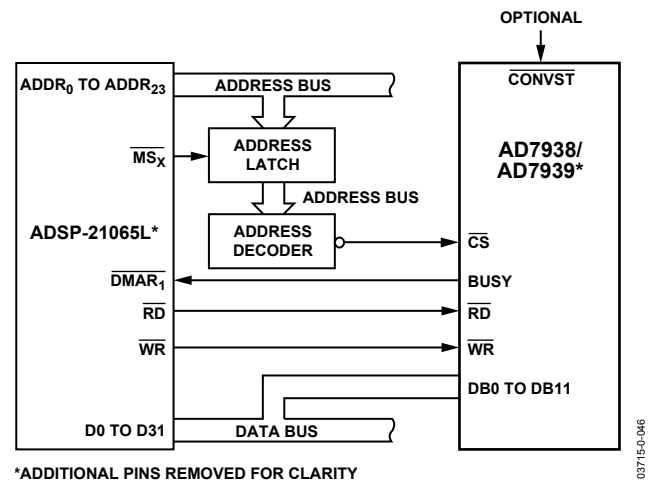 OPTIONAL
ADDR0 TO ADDR23
ADDRESS BUS
CONVST
MSX
ADDRESS
LATCH
AD7938/
AD7939*
ADDRESS BUS
ADSP-21065L*
ADDRESS
DECODER
CS
DMAR1
BUSY
RD
RD
WR
WR
DB0 TO DB11
D0 TO D31
DATA BUS
*ADDITIONAL PINS REMOVED FOR CLARITY
03715-0-046